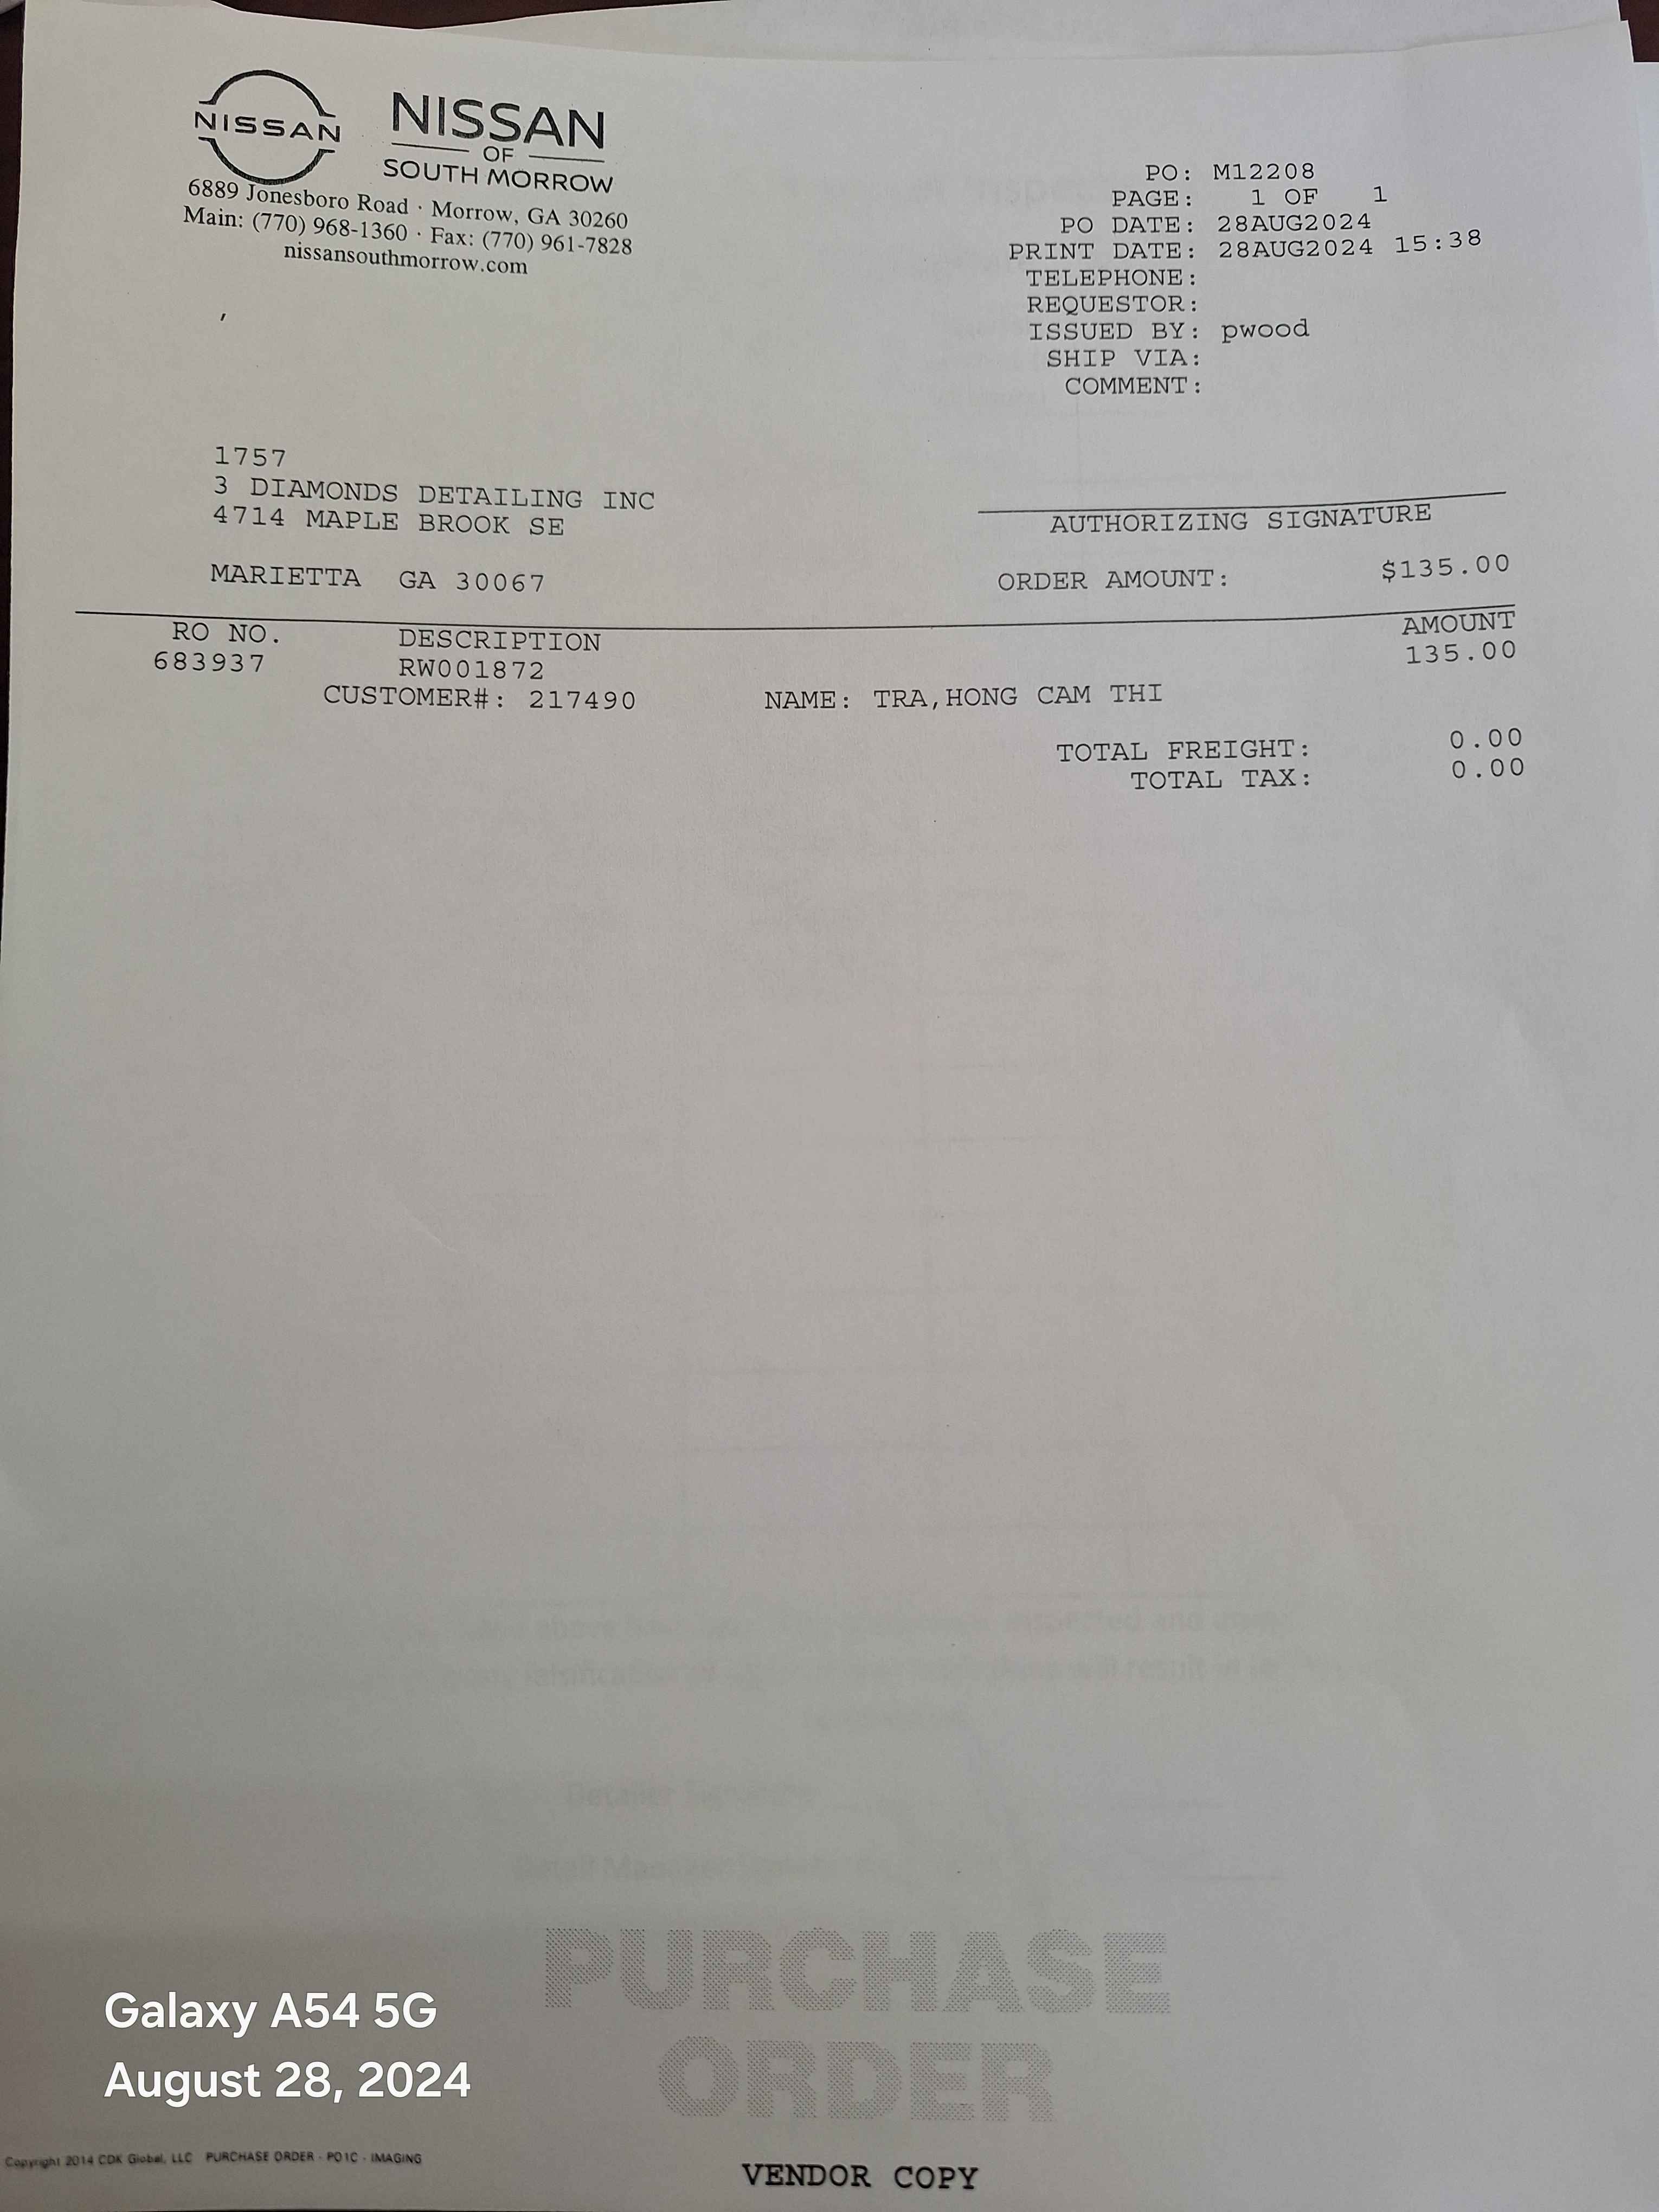 NISSAN
NISSAN
OF
SOUTH MORROW
6889 Jonesboro Road · Morrow, GA 30260
Main: (770) 968-1360 · Fax: (770) 961-7828
nissansouthmorrow.com
PO: M12208
PAGE: 1 OF 1
PO DATE: 28AUG2024
PRINT DATE: 28AUG2024 15:38
TELEPHONE:
REQUESTOR:
ISSUED BY: pwood
SHIP VIA:
COMMENT:
,
1757
3 DIAMONDS DETAILING INC
4714 MAPLE BROOK SE
MARIETTA GA 30067
AUTHORIZING SIGNATURE
ORDER AMOUNT: $135.00
RO NO. DESCRIPTION AMOUNT
683937 RW001872 135.00
CUSTOMER#: 217490 NAME: TRA,HONG CAM THI
TOTAL FREIGHT: 0.00
TOTAL TAX: 0.00
PURCHASE
ORDER
Galaxy A54 5G
August 28, 2024
Copyright 2014 CDK Global, LLC PURCHASE ORDER - PO1C - IMAGING
VENDOR COPY